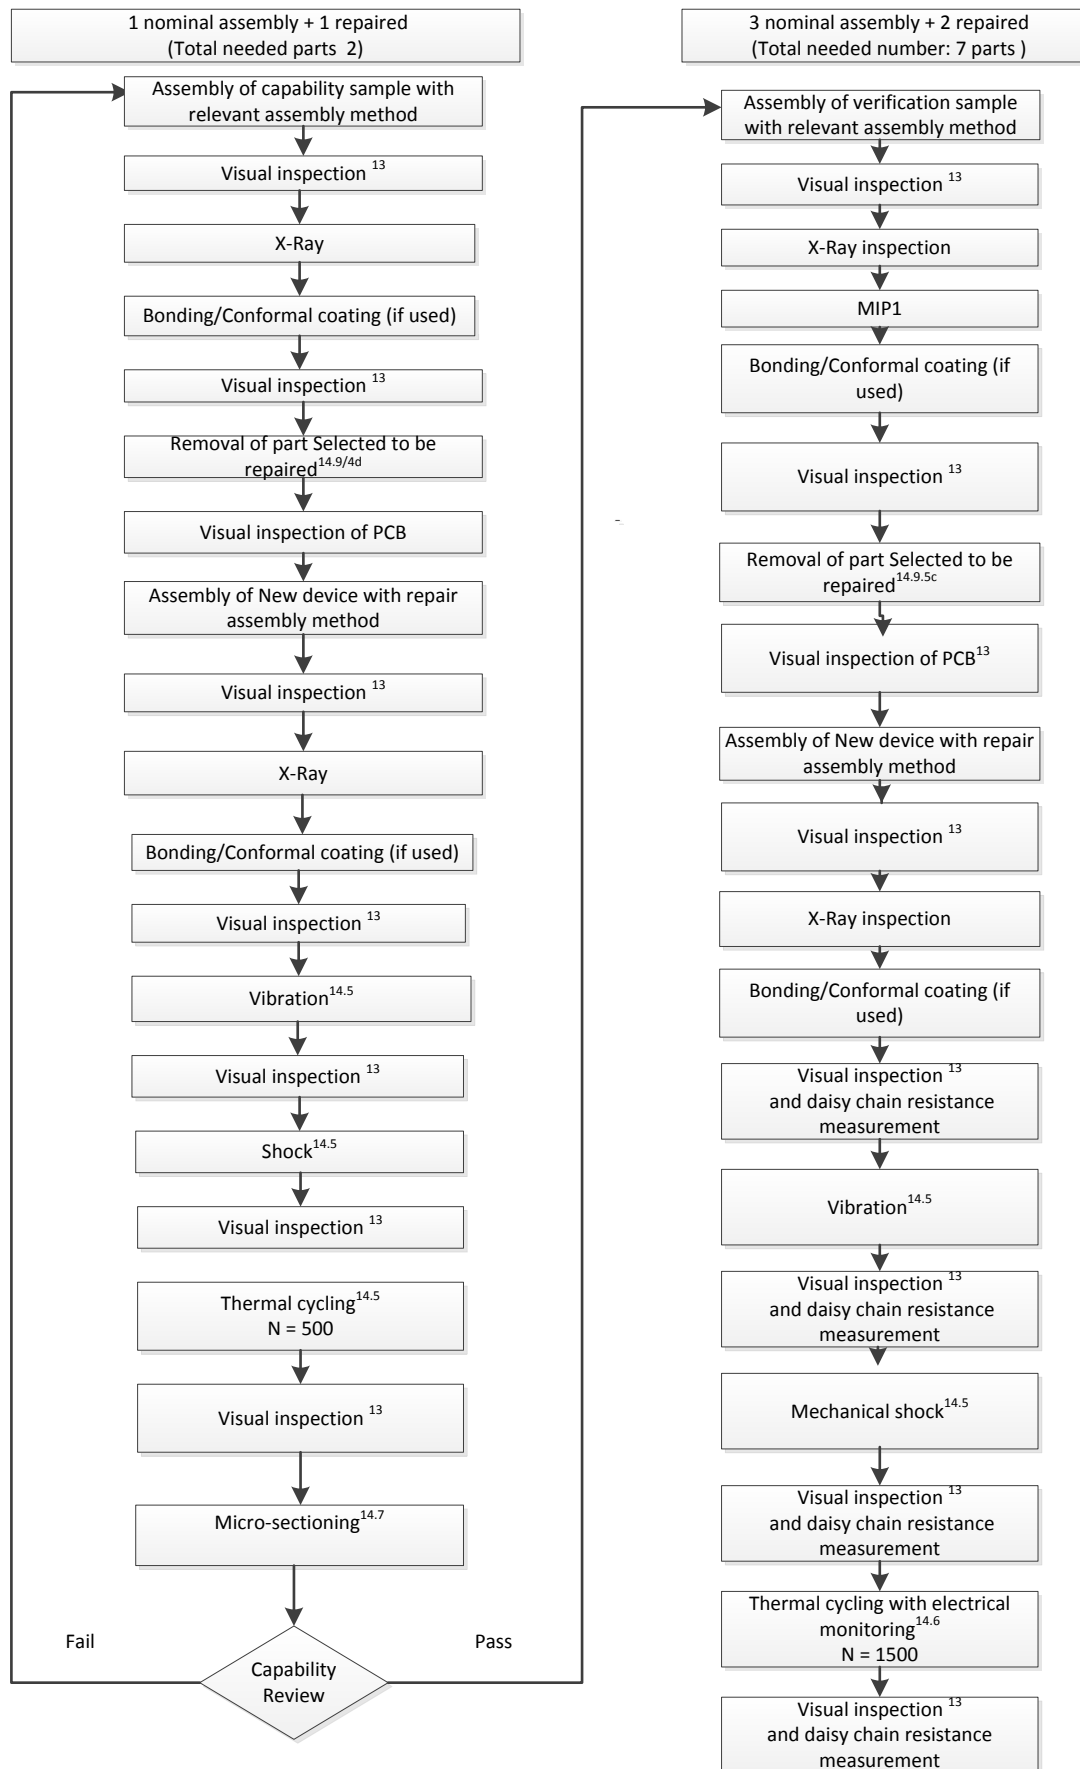 1 nominal assembly + 1 repaired
(Total needed parts 2)
Assembly of capability sample with
relevant assembly method
Visual inspection 13
X-Ray
Bonding/Conformal coating (if used)
Visual inspection 13
Removal of part Selected to be
repaired14.9/4d
Visual inspection of PCB
Assembly of New device with repair
assembly method
Visual inspection 13
X-Ray
Bonding/Conformal coating (if used)
Visual inspection 13
Vibration14.5
Visual inspection 13
Shock14.5
Visual inspection 13
Thermal cycling14.5
N = 500
Visual inspection 13
Micro-sectioning14.7
Fail
Pass
Capability
Review
3 nominal assembly + 2 repaired
(Total needed number: 7 parts )
Assembly of verification sample
with relevant assembly method
Visual inspection 13
X-Ray inspection
MIP1
Bonding/Conformal coating (if
used)
Visual inspection 13
Removal of part Selected to be
repaired14.9.5c
Visual inspection of PCB13
Assembly of New device with repair
assembly method
Visual inspection 13
X-Ray inspection
Bonding/Conformal coating (if
used)
Visual inspection 13
and daisy chain resistance
measurement
Vibration14.5
Visual inspection 13
and daisy chain resistance
measurement
Mechanical shock14.5
Visual inspection 13
and daisy chain resistance
measurement
Thermal cycling with electrical
monitoring14.6
N = 1500
Visual inspection 13
and daisy chain resistance
measurement